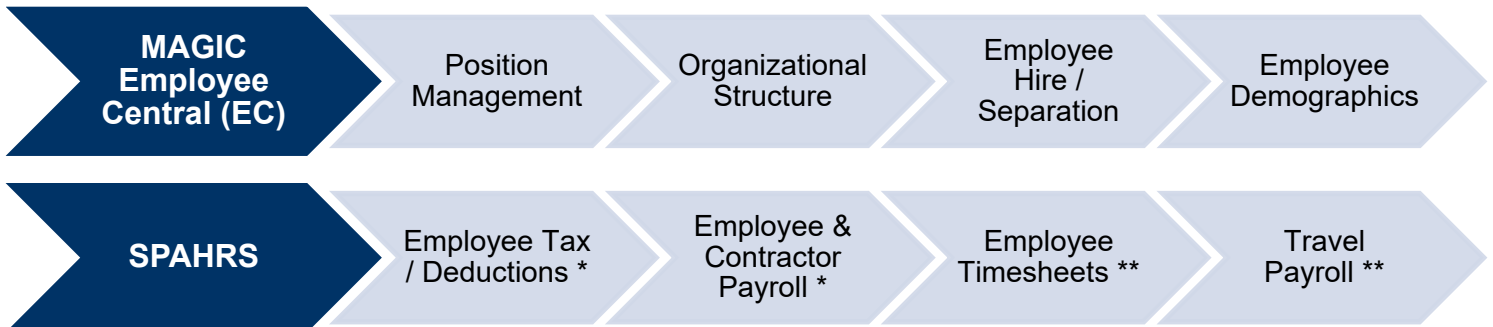 MAGIC
Employee
Central (EC)
Position
Management
Organizational
Structure
Employee
Hire /
Separation
Employee
Demographics
SPAHRS
Employee Tax
/ Deductions *
Employee &
Contractor
Payroll *
Employee
Timesheets **
Travel
Payroll **